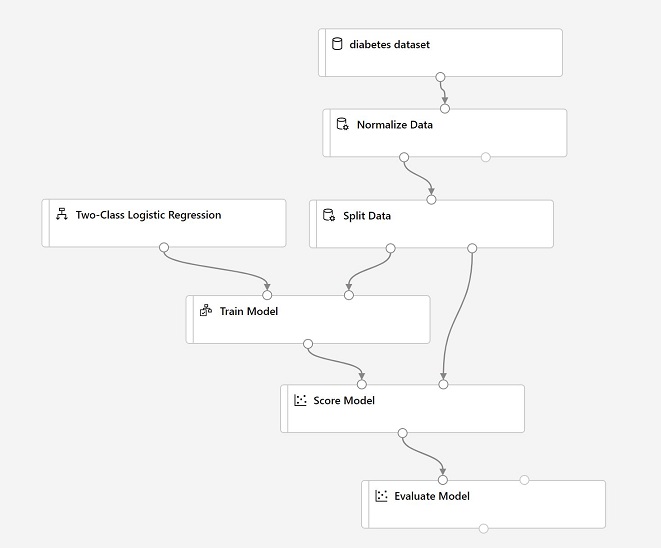 diabetes dataset
Normalize Data
Two-Class Logistic Regression
Split Data
Train Model
Score Model
Evaluate Model